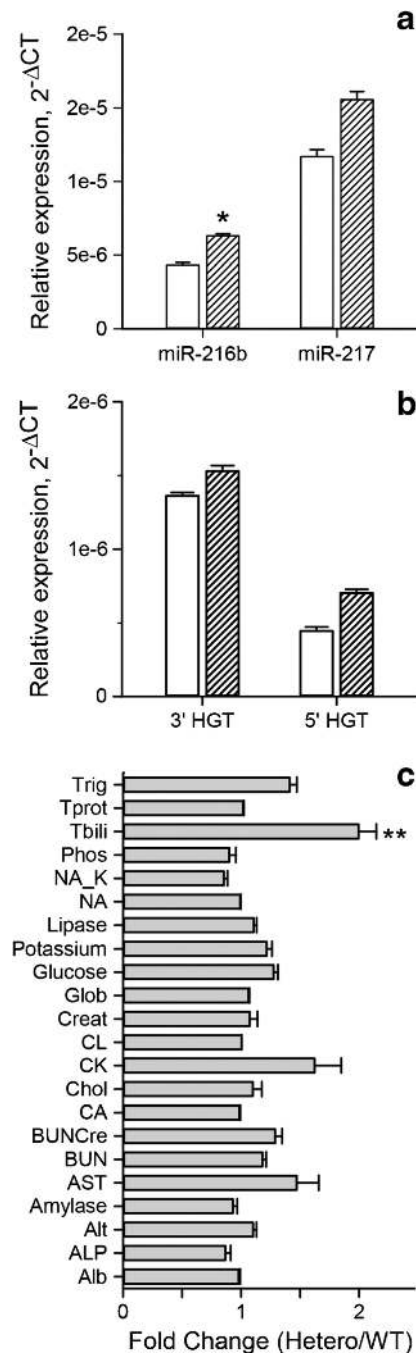 a
Relative expression, 2^-ΔCT
2e-5
2e-5
1e-5
5e-6
0
*
miR-216b miR-217
b
Relative expression, 2^-ΔCT
2e-6
1e-6
0
3' HGT 5' HGT
c
Trig
Tprot
Tbili **
Phos
NA_K
NA
Lipase
Potassium
Glucose
Glob
Creat
CL
CK
Chol
CA
BUNCre
BUN
AST
Amylase
Alt
ALP
Alb
0 1 2
Fold Change (Hetero/WT)